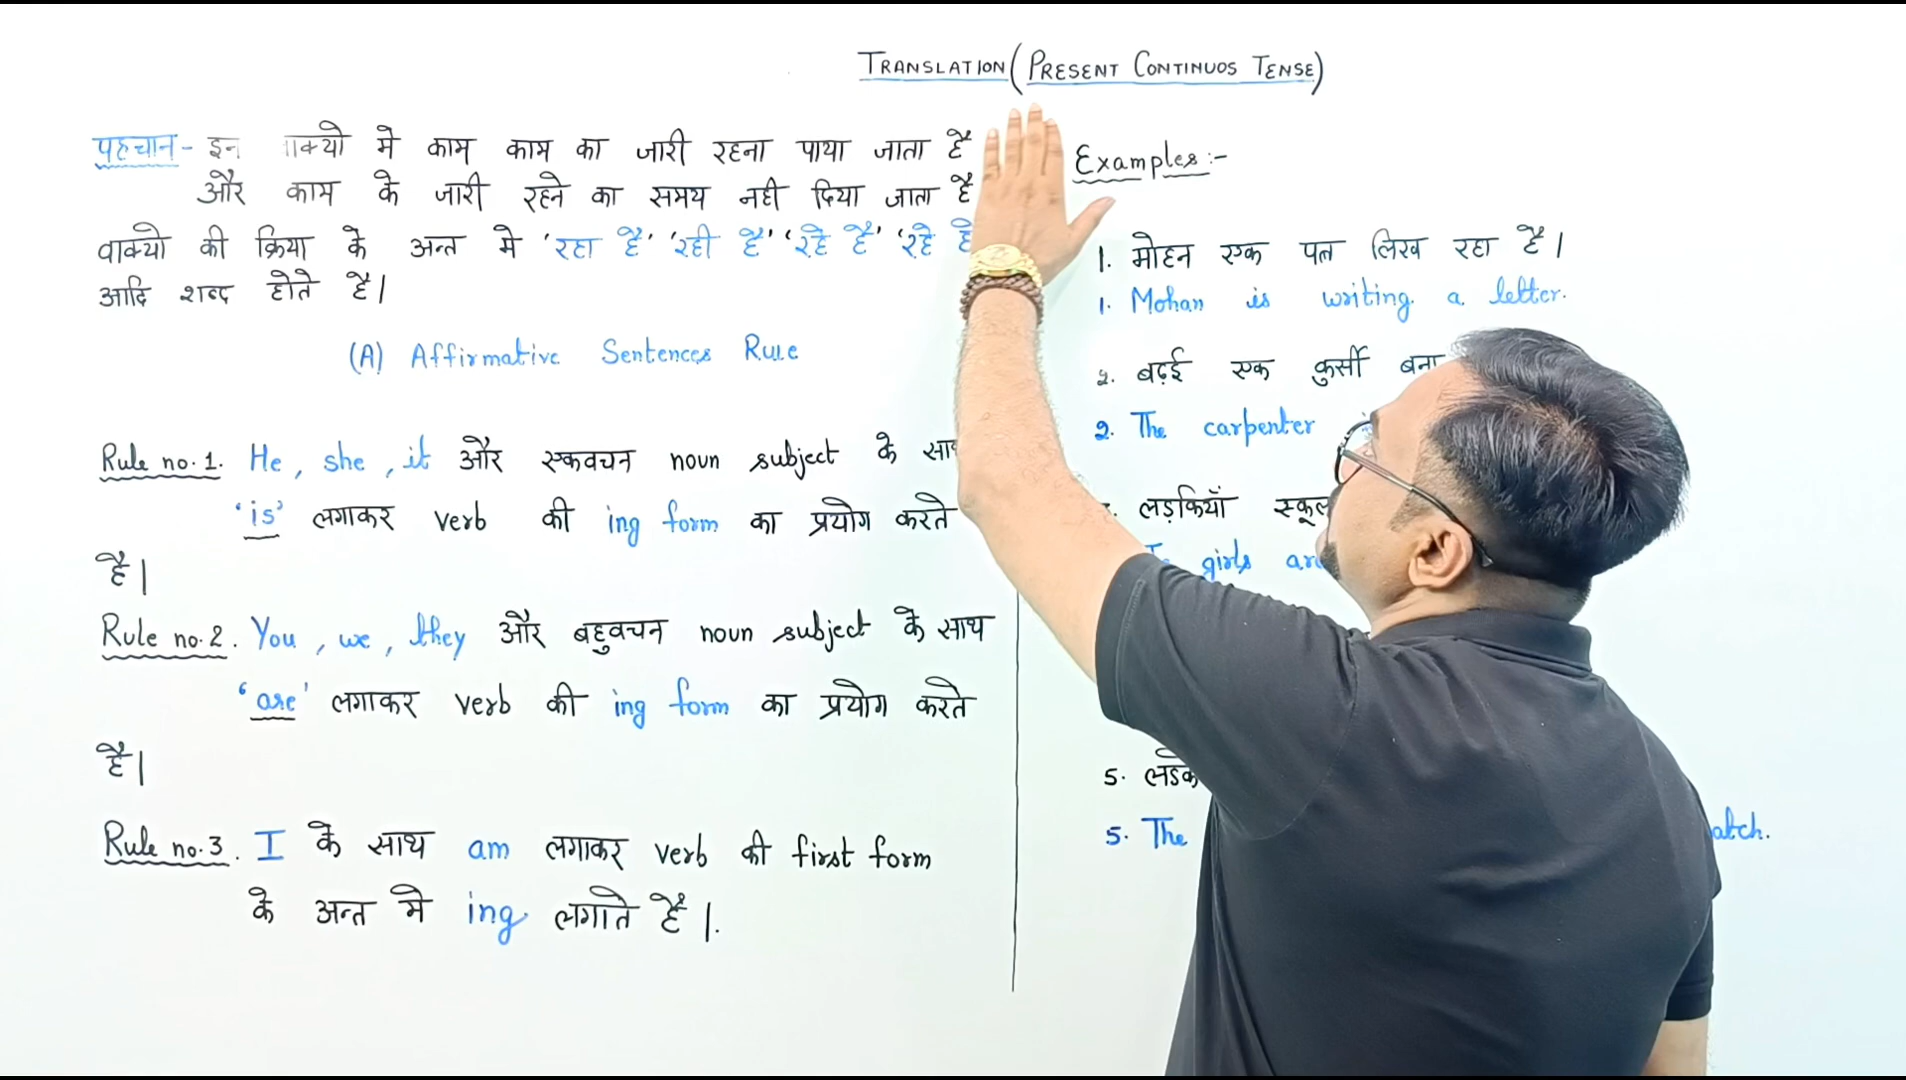 TRANSLATION (PRESENT CONTINUOS TENSE)
पहचान - इन वाक्यो मे काम काम का जारी रहना पाया जाता है
और काम के जारी रहने का समय नही दिया जाता है
वाक्यो की क्रिया के अन्त मे 'रहा है' 'रही है' 'रहे है' 'रहे
आदि शब्द होते है।
(A) Affirmative Sentences Rule
Rule no. 1. He, she, it और एकवचन noun subject के
'is' लगाकर verb की ing form का प्रयोग करते
है।
Rule no. 2. You, we, they और बहुवचन noun subject के साथ
'are' लगाकर verb की ing form का प्रयोग करते
है।
Rule no. 3. I के साथ am लगाकर verb की first form
के अन्त मे ing लगाते है।.
Examples :-
1. मोहन एक पत्र लिख रहा है।
1. Mohan is writing a letter.
2. बढ़ई एक कुर्सी बना
2. The carpenter
लड़कियाँ स्कूल
girls are
5.
5. The